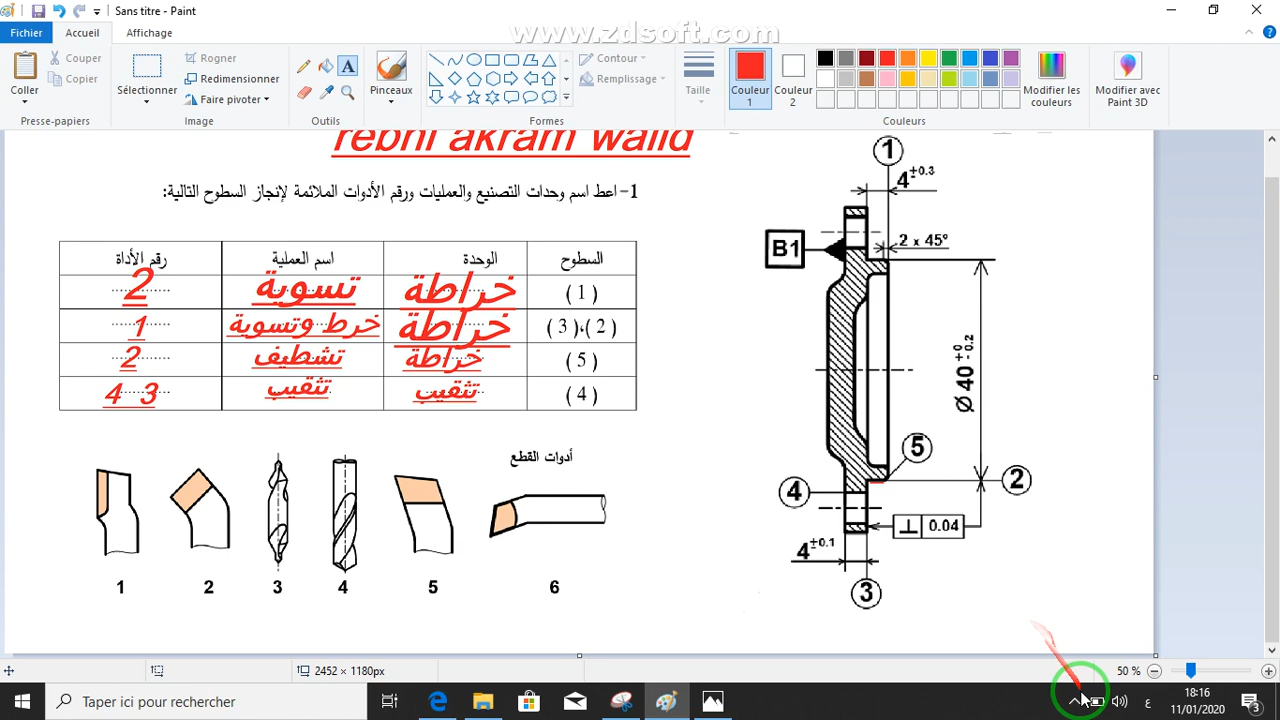 Sans titre - Paint
www.zdsoft.com
Fichier
Accueil
Affichage
Coller
Couper
Copier
Presse-papiers
Sélectionner
Rogner
Redimensionner
Faire pivoter
Image
Pinceaux
Outils
Contour
Remplissage
Formes
Taille
Couleur 1
Couleur 2
Modifier les couleurs
Couleurs
Modifier avec Paint 3D
rebhi akram walid
1- اعط اسم وحدات التصنيع والعمليات ورقم الأدوات الملائمة لإنجاز السطوح التالية:
السطوح الوحدة اسم العملية رقم الأداة
( 1 ) خراطة تسوية 2
( 2 )،( 3 ) خراطة خرط وتسوية 1
( 5 ) خراطة تشطيف 2
( 4 ) تثقيب تثقيب 3 4
أدوات القطع
1 2 3 4 5 6
1
4 ±0.3
B1
2 x 45°
Ø 40 +0 -0.2
5
4
2
⊥ 0.04
4 ±0.1
3
2452 × 1180px
50 %
Taper ici pour rechercher
ع
18:16
11/01/2020
3